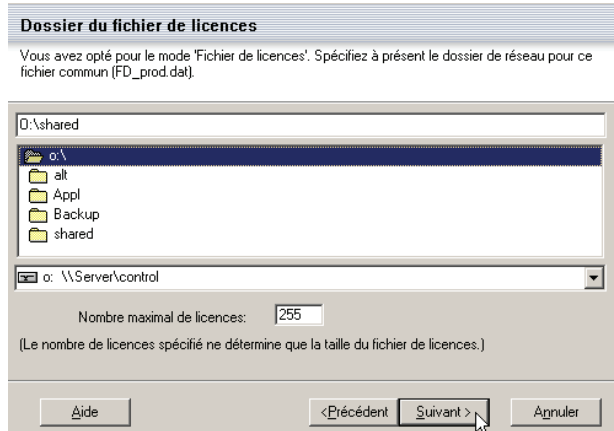 Dossier du fichier de licences
Vous avez opté pour le mode 'Fichier de licences'. Spécifiez à présent le dossier de réseau pour ce
fichier commun (FD_prod.dat).
O:\shared
o:\
alt
Appl
Backup
shared
o: \\Server\control
Nombre maximal de licences: 255
(Le nombre de licences spécifié ne détermine que la taille du fichier de licences.)
Aide <Précédent Suivant > Annuler